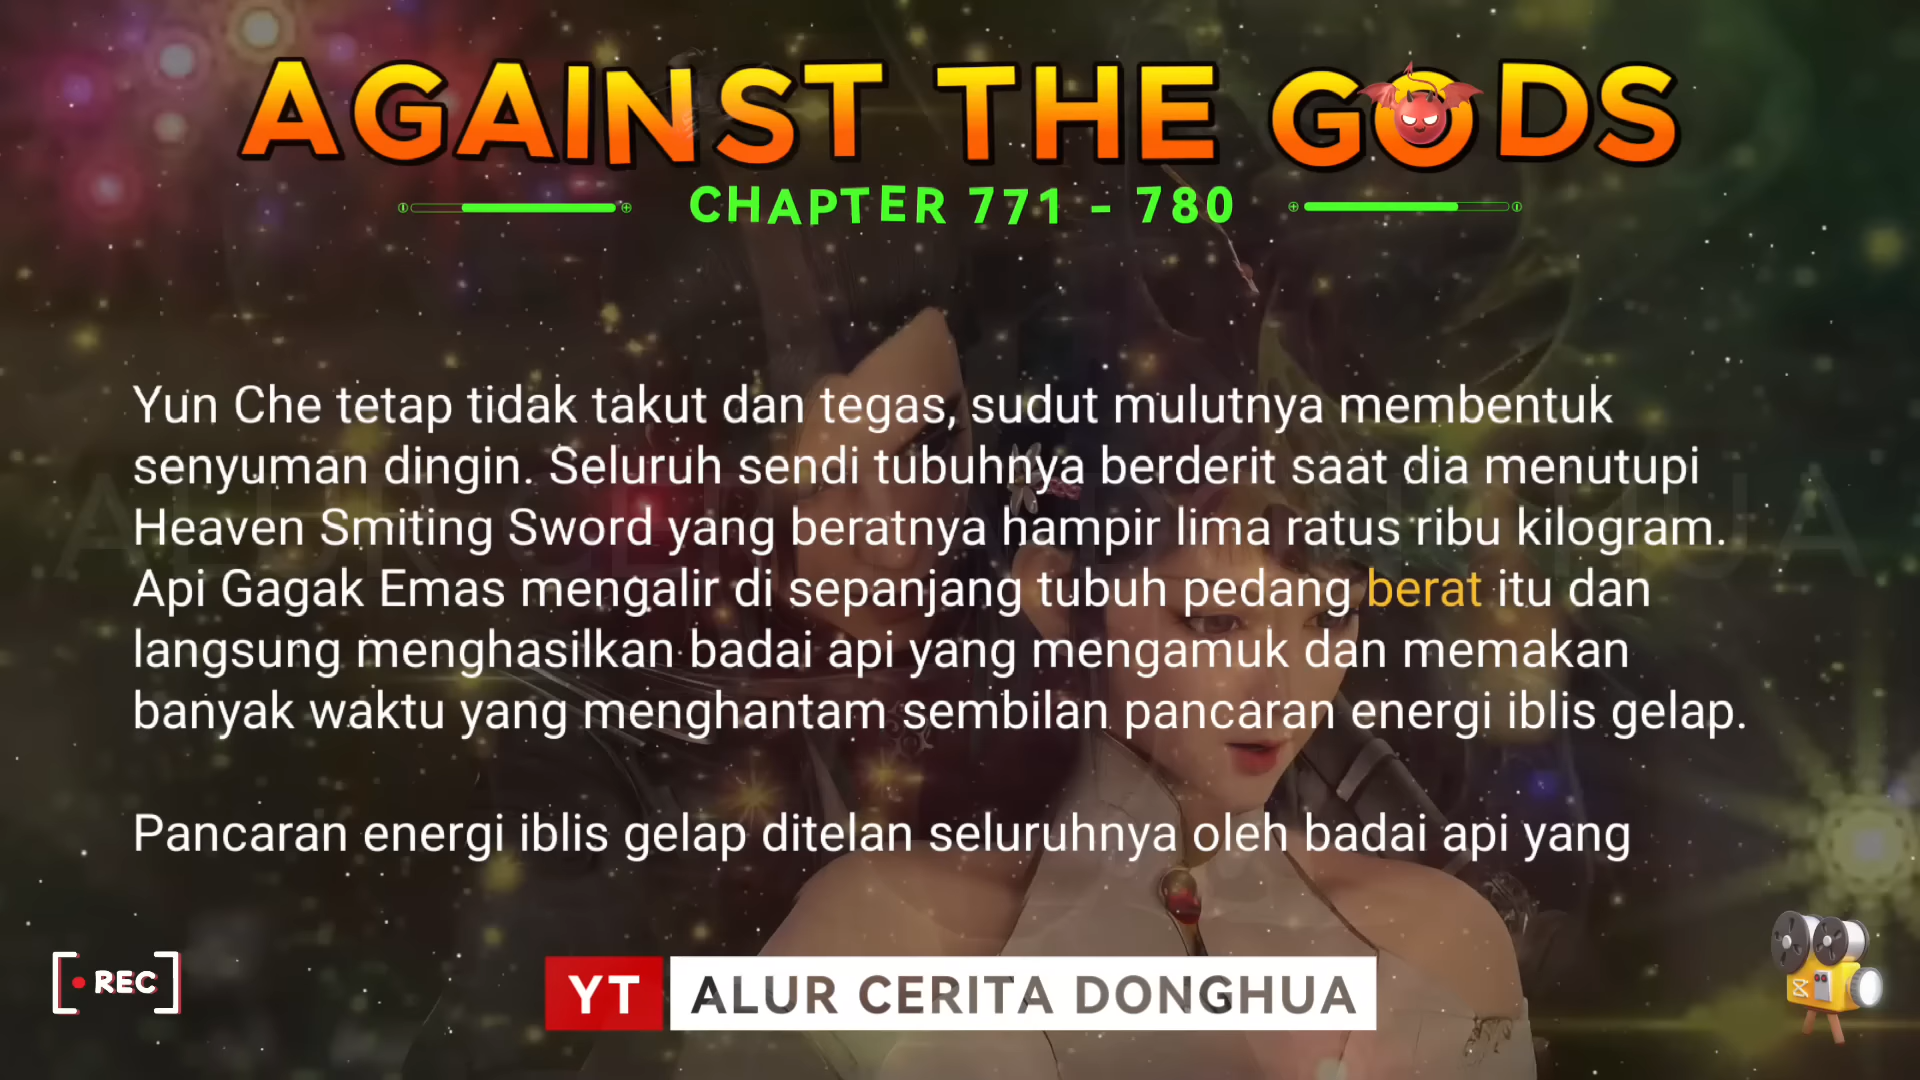 AGAINST THE GODS
CHAPTER 771 - 780
Yun Che tetap tidak takut dan tegas, sudut mulutnya membentuk
senyuman dingin. Seluruh sendi tubuhnya berderit saat dia menutupi
Heaven Smiting Sword yang beratnya hampir lima ratus ribu kilogram.
Api Gagak Emas mengalir di sepanjang tubuh pedang berat itu dan
langsung menghasilkan badai api yang mengamuk dan memakan
banyak waktu yang menghantam sembilan pancaran energi iblis gelap.
Pancaran energi iblis gelap ditelan seluruhnya oleh badai api yang
REC
YT ALUR CERITA DONGHUA